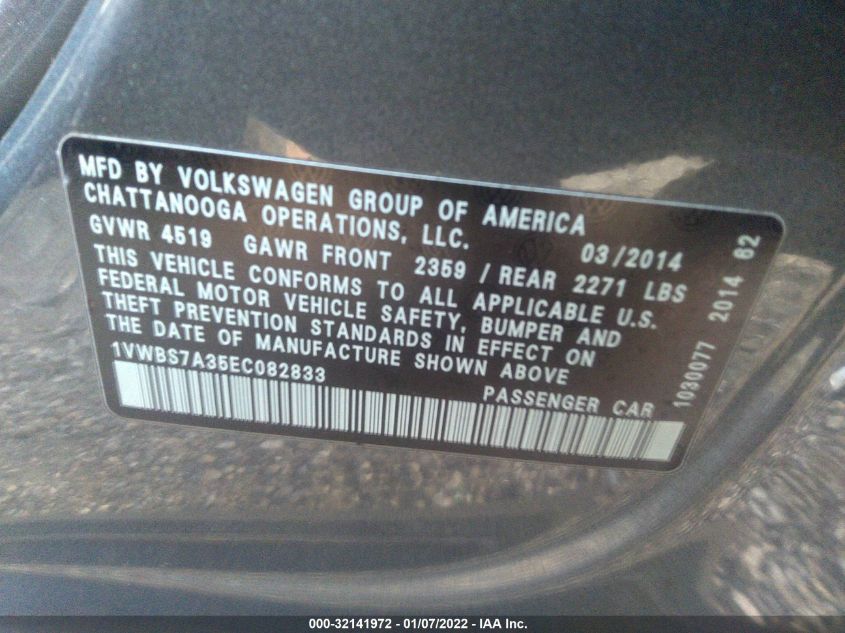 MFD BY VOLKSWAGEN GROUP OF AMERICA
CHATTANOOGA OPERATIONS, LLC.
03/2014
GVWR 4519 GAWR FRONT 2359 / REAR 2271 LBS
THIS VEHICLE CONFORMS TO ALL APPLICABLE U.S.
FEDERAL MOTOR VEHICLE SAFETY, BUMPER AND
THEFT PREVENTION STANDARDS IN EFFECT ON
THE DATE OF MANUFACTURE SHOWN ABOVE
1VWBS7A35EC082833
PASSENGER CAR
1030077 2014 62
000-32141972 - 01/07/2022 - IAA Inc.